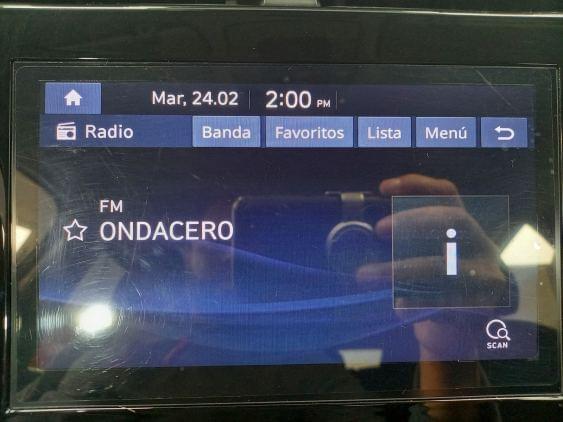 Mar, 24.02 2:00 PM
Radio Banda Favoritos Lista Menú
FM
ONDACERO
i
SCAN